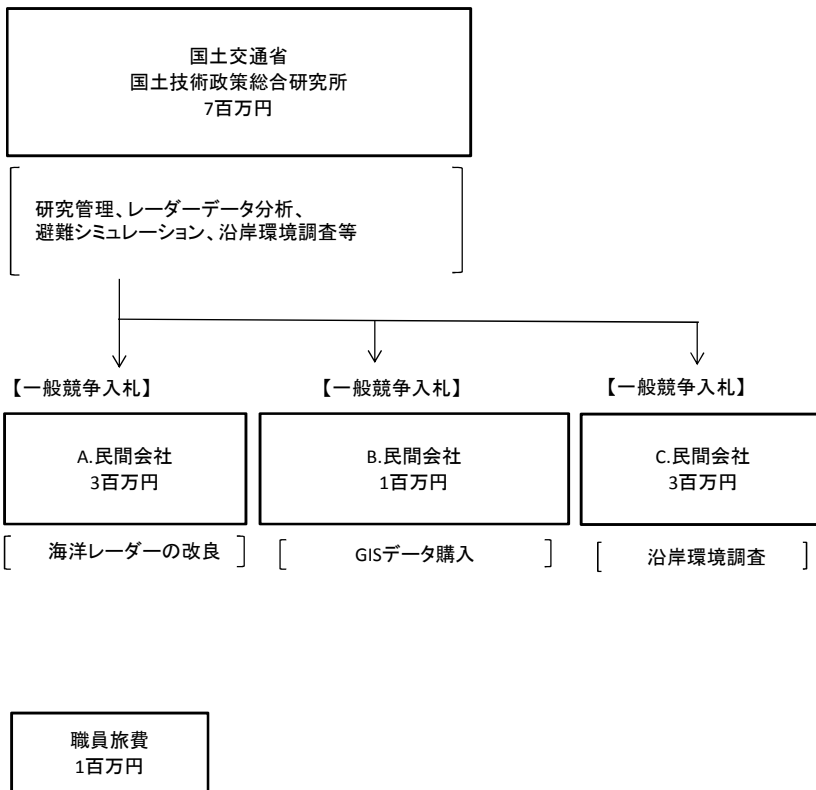 国土交通省
国土技術政策総合研究所
7百万円
研究管理、レーダーデータ分析、
避難シミュレーション、沿岸環境調査等
【一般競争入札】
【一般競争入札】
【一般競争入札】
A.民間会社
3百万円
B.民間会社
1百万円
C.民間会社
3百万円
海洋レーダーの改良
GISデータ購入
沿岸環境調査
職員旅費
1百万円